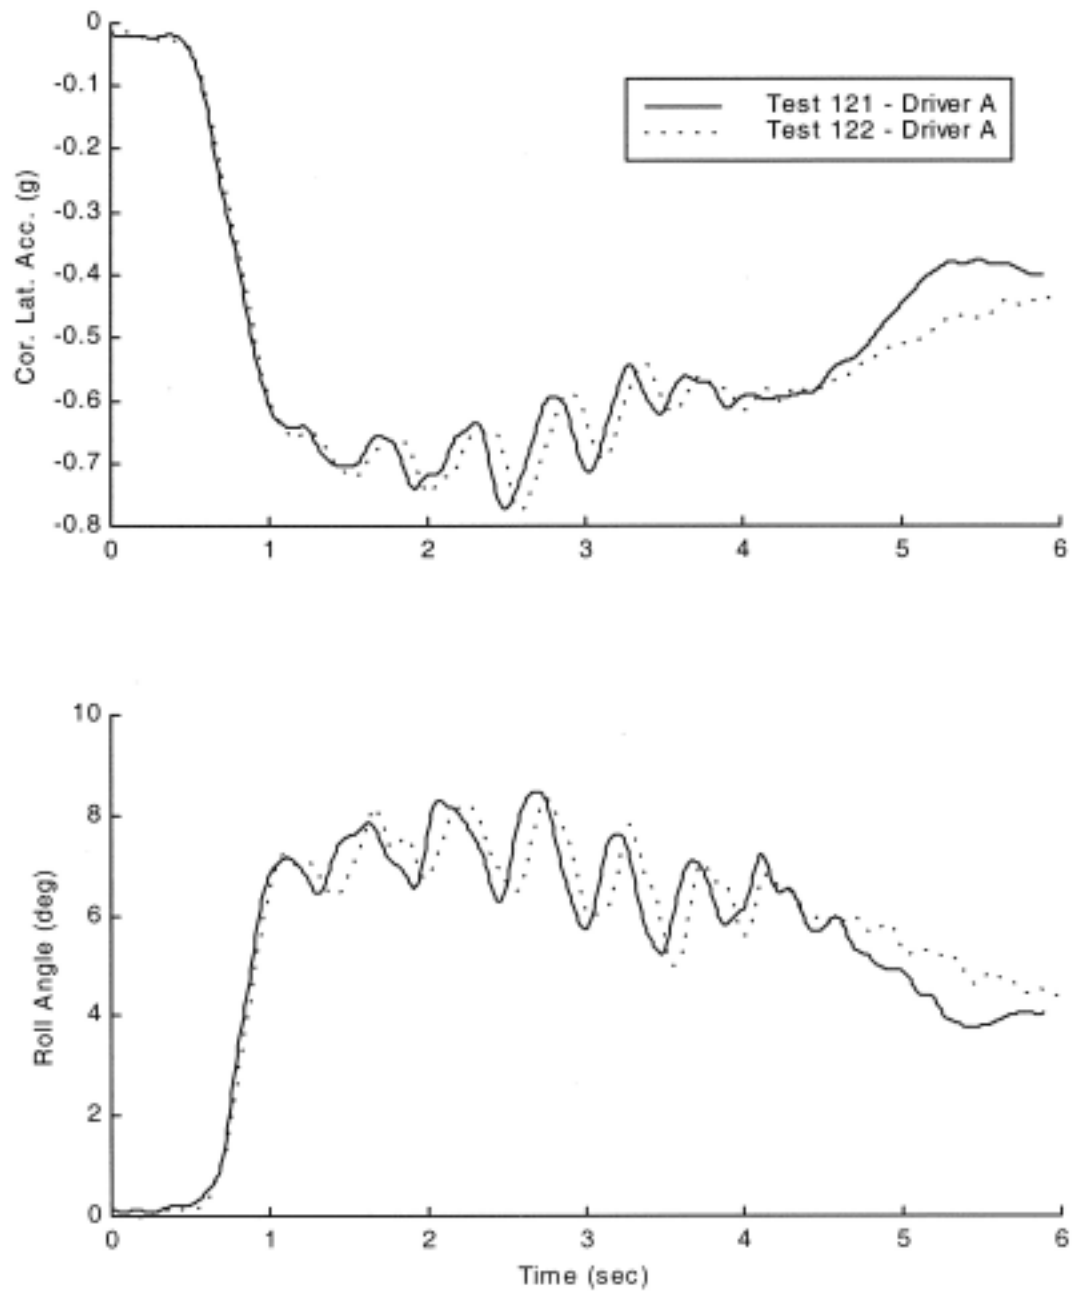 0
-0.1
-0.2
-0.3
-0.4
-0.5
-0.6
-0.7
-0.8
Cor. Lat. Acc. (g)
Test 121 - Driver A
Test 122 - Driver A
0 1 2 3 4 5 6
10
8
6
4
2
0
Roll Angle (deg)
0 1 2 3 4 5 6
Time (sec)